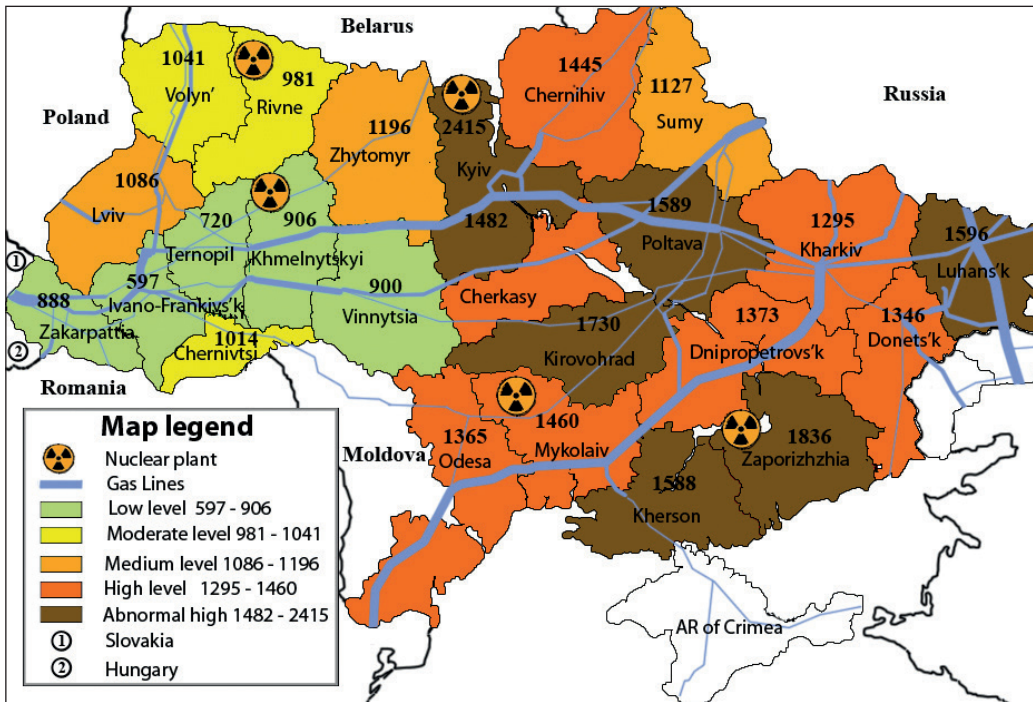 Belarus
Poland
Russia
1041
Volyn'
981
Rivne
1196
Zhytomyr
2415
Kyiv
1482
1445
Chernihiv
1127
Sumy
1086
Lviv
720
Ternopil
906
Khmelnytskyi
1589
Poltava
1295
Kharkiv
1596
Luhans'k
1
888
Zakarpattia
597
Ivano-Frankivs'k
900
Vinnytsia
Cherkasy
1014
Chernivtsi
1730
Kirovohrad
1373
Dnipropetrovs'k
1346
Donets'k
2
Romania
Moldova
1365
Odesa
1460
Mykolaiv
1588
Kherson
1836
Zaporizhzhia
AR of Crimea
Map legend
Nuclear plant
Gas Lines
Low level 597 - 906
Moderate level 981 - 1041
Medium level 1086 - 1196
High level 1295 - 1460
Abnormal high 1482 - 2415
1 Slovakia
2 Hungary